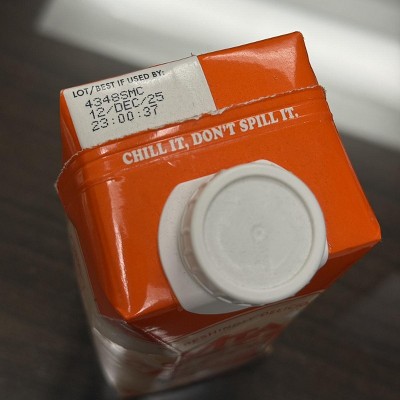 LOT/BEST IF USED BY:
4348SMC
12/DEC/25
23:00:37
CHILL IT, DON'T SPILL IT.